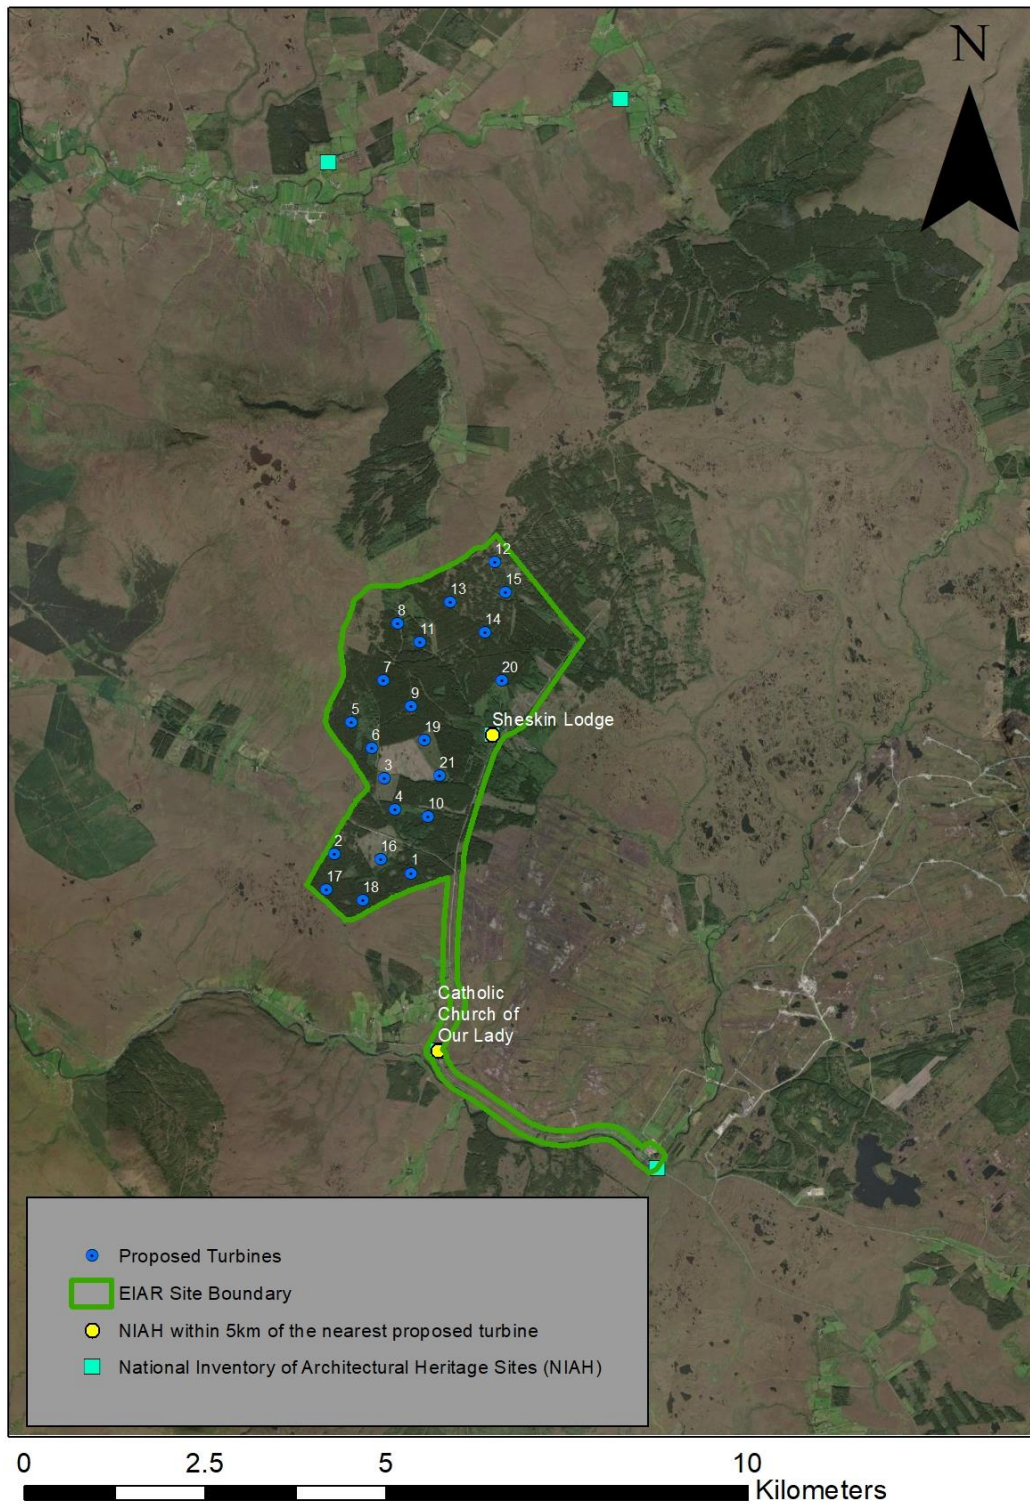 N
12
15
13
8
14
11
7
20
9
5
Sheskin Lodge
19
6
3
21
4
10
2
16
1
17
18
Catholic
Church of
Our Lady
Proposed Turbines
EIAR Site Boundary
NIAH within 5km of the nearest proposed turbine
National Inventory of Architectural Heritage Sites (NIAH)
0 2.5 5 10
Kilometers